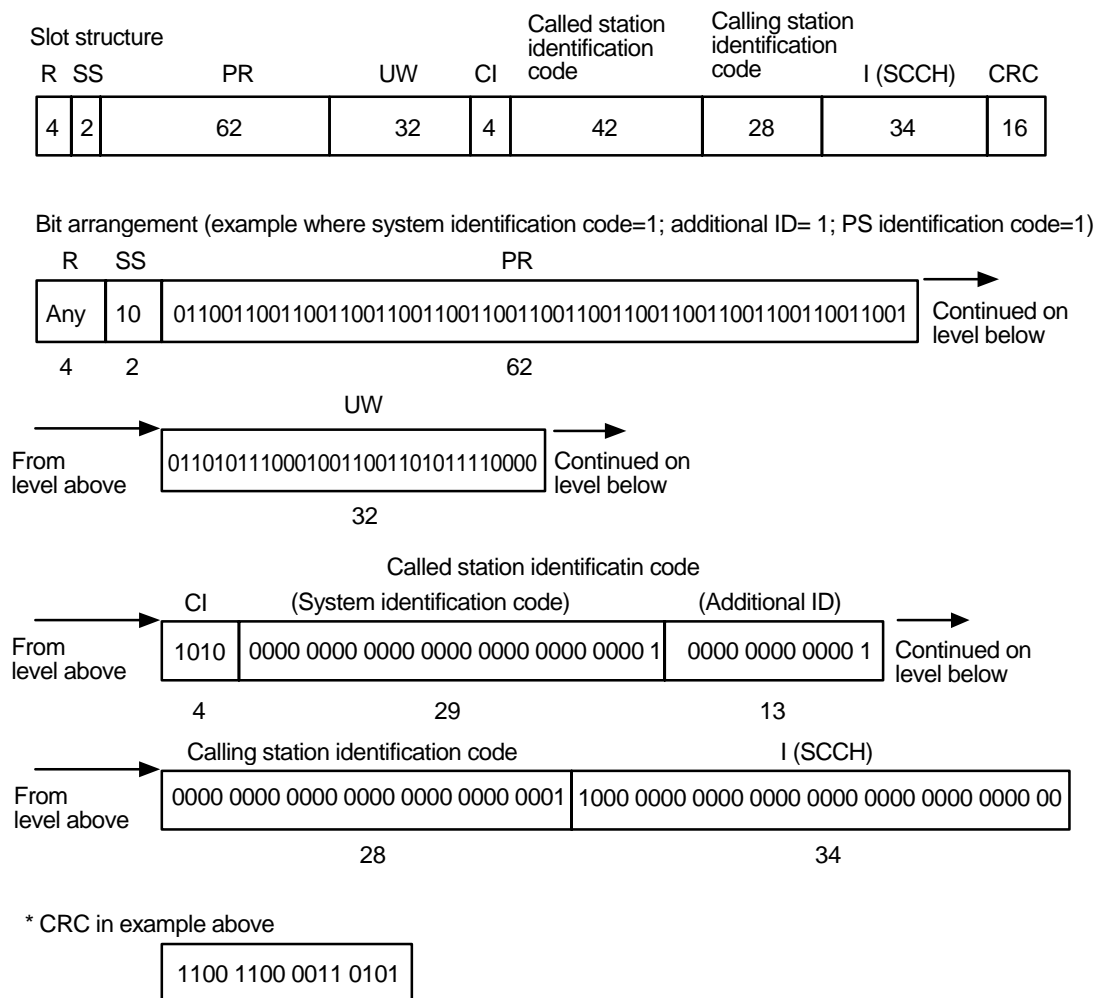 Slot structure
Called station identification code
Calling station identification code
R SS PR UW CI I (SCCH) CRC
4 2 62 32 4 42 28 34 16
Bit arrangement (example where system identification code=1; additional ID= 1; PS identification code=1)
R SS PR
Any 10 01100110011001100110011001100110011001100110011001100110011001
Continued on
level below
4 2 62
UW
From
level above
01101011100010011001101011110000
Continued on
level below
32
Called station identificatin code
CI (System identification code) (Additional ID)
From
level above
1010 0000 0000 0000 0000 0000 0000 0000 1 0000 0000 0000 1
Continued on
level below
4 29 13
Calling station identification code I (SCCH)
From
level above
0000 0000 0000 0000 0000 0000 0001 1000 0000 0000 0000 0000 0000 0000 0000 00
28 34
* CRC in example above
1100 1100 0011 0101